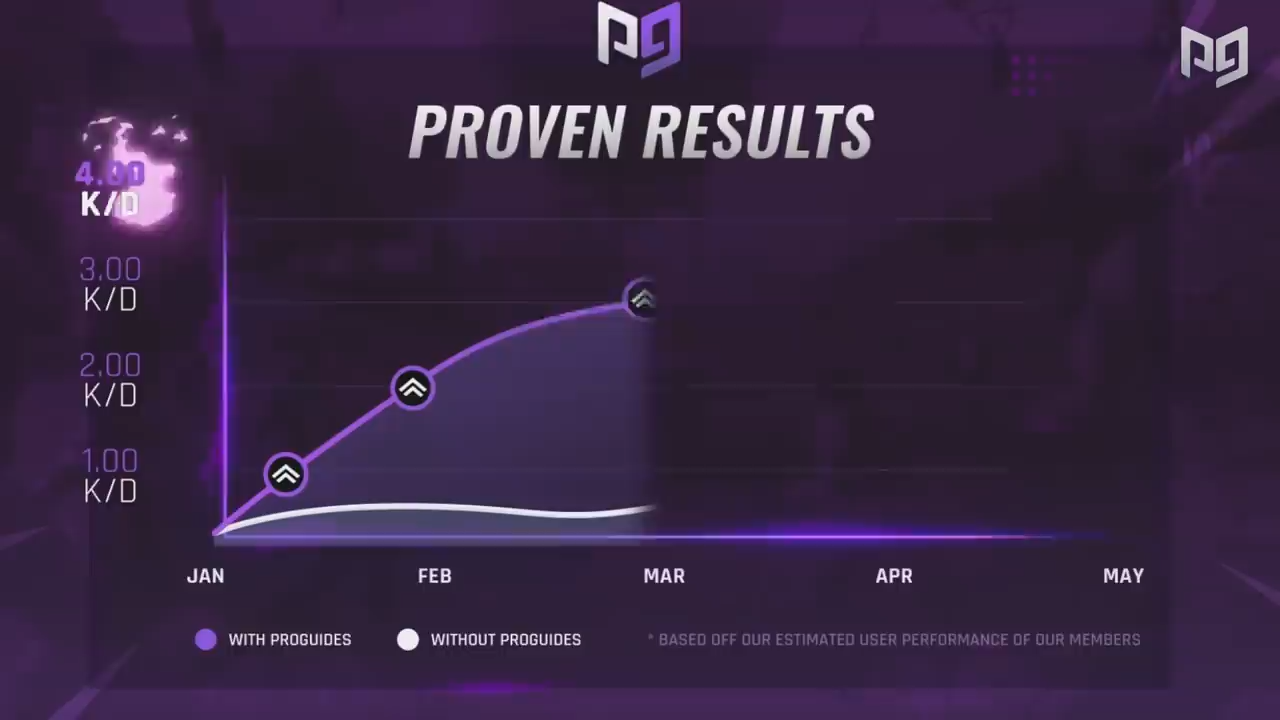 PG
PG
PROVEN RESULTS
4.00
K/D
3.00
K/D
2.00
K/D
1.00
K/D
JAN FEB MAR APR MAY
WITH PROGUIDES WITHOUT PROGUIDES * BASED OFF OUR ESTIMATED USER PERFORMANCE OF OUR MEMBERS